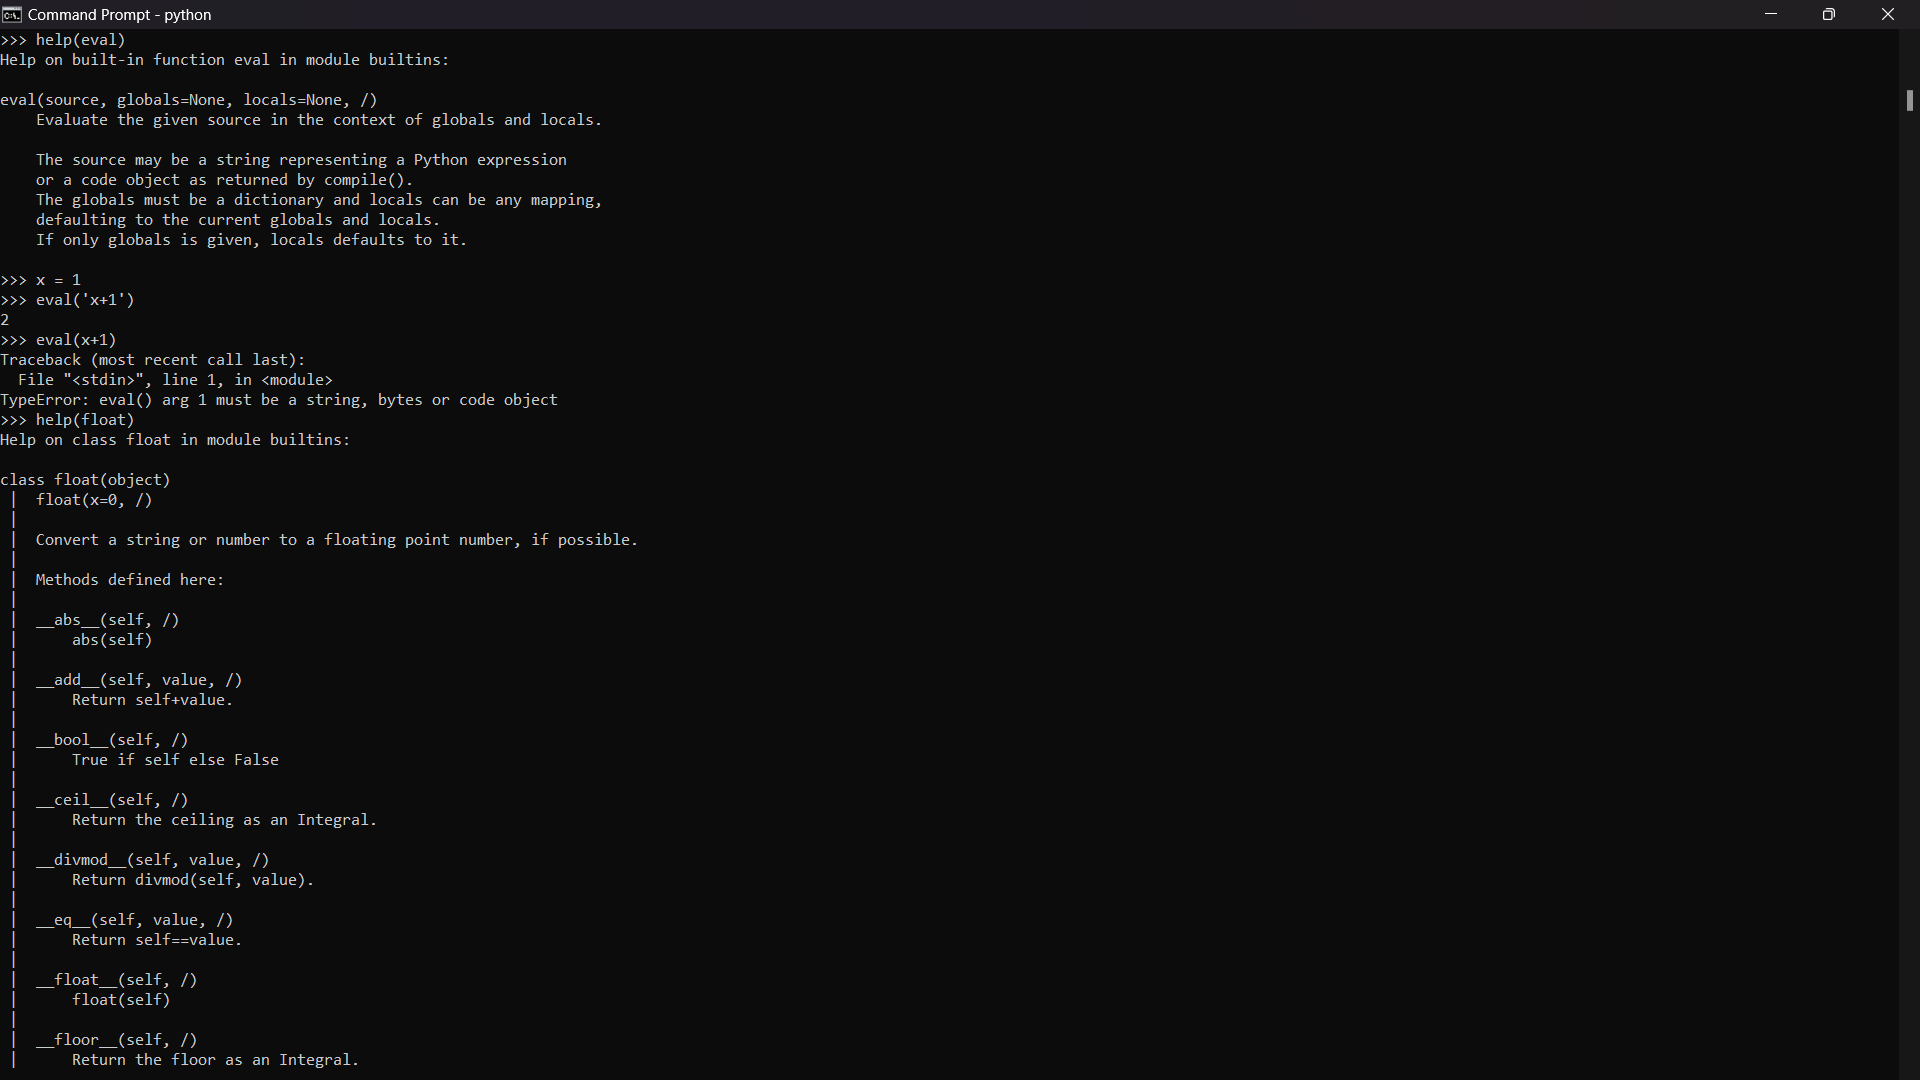 Command Prompt - python
>>> help(eval)
Help on built-in function eval in module builtins:

eval(source, globals=None, locals=None, /)
    Evaluate the given source in the context of globals and locals.

    The source may be a string representing a Python expression
    or a code object as returned by compile().
    The globals must be a dictionary and locals can be any mapping,
    defaulting to the current globals and locals.
    If only globals is given, locals defaults to it.

>>> x = 1
>>> eval('x+1')
2
>>> eval(x+1)
Traceback (most recent call last):
  File "<stdin>", line 1, in <module>
TypeError: eval() arg 1 must be a string, bytes or code object
>>> help(float)
Help on class float in module builtins:

class float(object)
 |  float(x=0, /)
 |
 |  Convert a string or number to a floating point number, if possible.
 |
 |  Methods defined here:
 |
 |  __abs__(self, /)
 |      abs(self)
 |
 |  __add__(self, value, /)
 |      Return self+value.
 |
 |  __bool__(self, /)
 |      True if self else False
 |
 |  __ceil__(self, /)
 |      Return the ceiling as an Integral.
 |
 |  __divmod__(self, value, /)
 |      Return divmod(self, value).
 |
 |  __eq__(self, value, /)
 |      Return self==value.
 |
 |  __float__(self, /)
 |      float(self)
 |
 |  __floor__(self, /)
 |      Return the floor as an Integral.